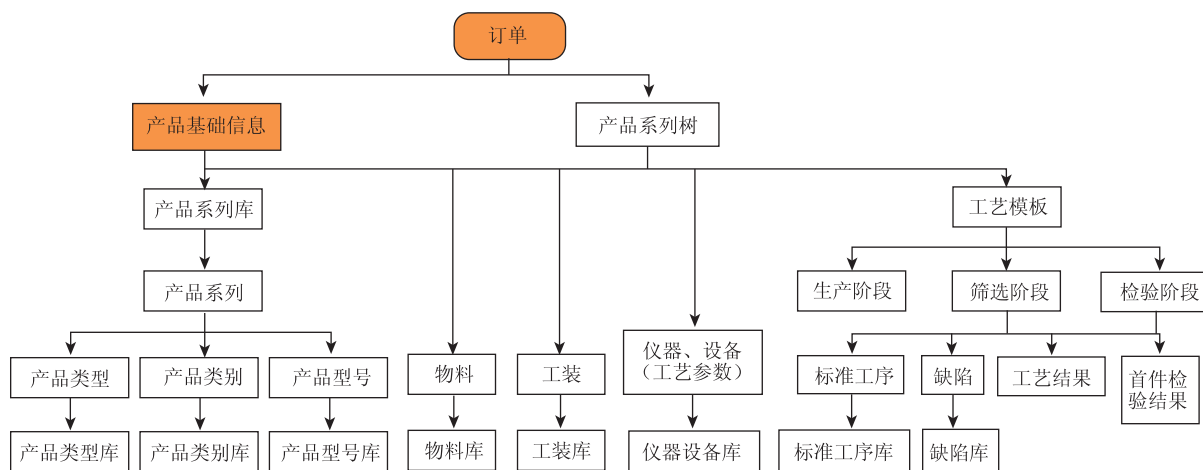 订单
产品基础信息
产品系列树
产品系列库
工艺模板
产品系列
生产阶段
筛选阶段
检验阶段
产品类型
产品类别
产品型号
物料
工装
仪器、设备
（工艺参数）
标准工序
缺陷
工艺结果
首件检
验结果
产品类型库
产品类别库
产品型号库
物料库
工装库
仪器设备库
标准工序库
缺陷库